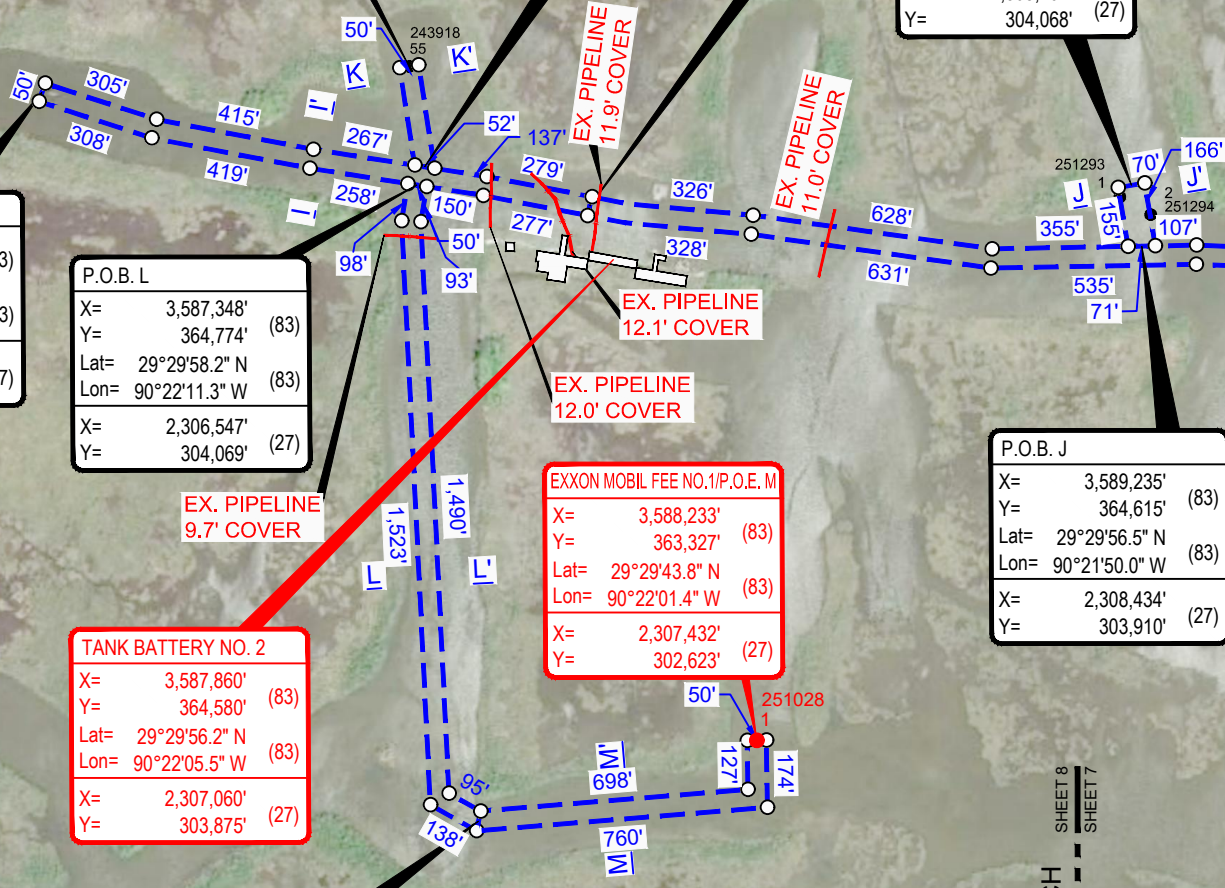 Y= 304,068' (27)
50'
243918
55
K
K'
EX. PIPELINE
11.9' COVER
EX. PIPELINE
11.0' COVER
50'
305'
308'
415'
I'
419'
267'
258'
I
52'
137'
279'
150'
277'
326'
328'
628'
631'
251293
1
70'
166'
J
J'
2
251294
155'
107'
355'
535'
71'
98'
50'
93'
3)
3)
7)
P.O.B. L
X= 3,587,348' (83)
Y= 364,774'
Lat= 29°29'58.2" N (83)
Lon= 90°22'11.3" W
X= 2,306,547' (27)
Y= 304,069'
EX. PIPELINE
12.1' COVER
EX. PIPELINE
12.0' COVER
EX. PIPELINE
9.7' COVER
1,523'
1,490'
L
L'
EXXON MOBIL FEE NO.1/P.O.E. M
X= 3,588,233' (83)
Y= 363,327'
Lat= 29°29'43.8" N (83)
Lon= 90°22'01.4" W
X= 2,307,432' (27)
Y= 302,623'
P.O.B. J
X= 3,589,235' (83)
Y= 364,615'
Lat= 29°29'56.5" N (83)
Lon= 90°21'50.0" W
X= 2,308,434' (27)
Y= 303,910'
TANK BATTERY NO. 2
X= 3,587,860' (83)
Y= 364,580'
Lat= 29°29'56.2" N (83)
Lon= 90°22'05.5" W
X= 2,307,060' (27)
Y= 303,875'
50'
251028
1
127'
174'
M'
698'
95'
138'
760'
M
SHEET 8
SHEET 7